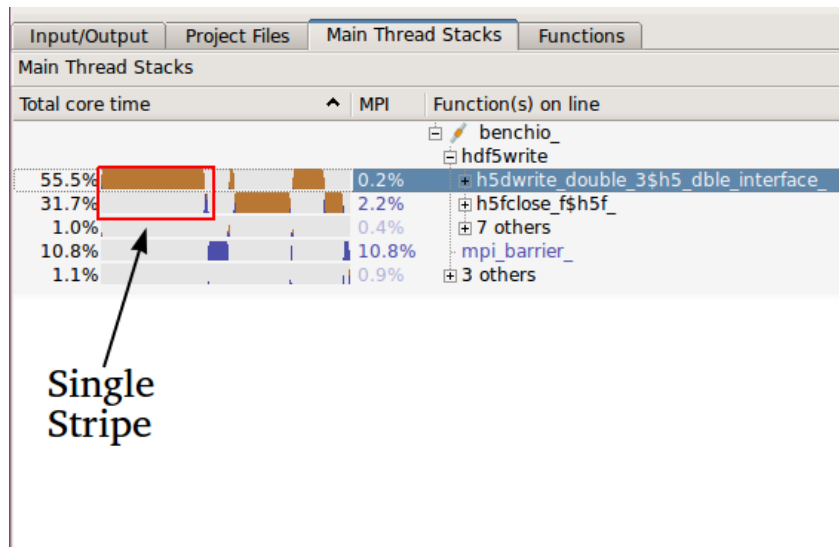 Input/Output Project Files Main Thread Stacks Functions
Main Thread Stacks
Total core time MPI Function(s) on line
benchio_
hdf5write
55.5% 0.2% h5dwrite_double_3$h5_dble_interface_
31.7% 2.2% h5fclose_f$h5f_
1.0% 0.4% 7 others
10.8% 10.8% mpi_barrier_
1.1% 0.9% 3 others
Single
Stripe